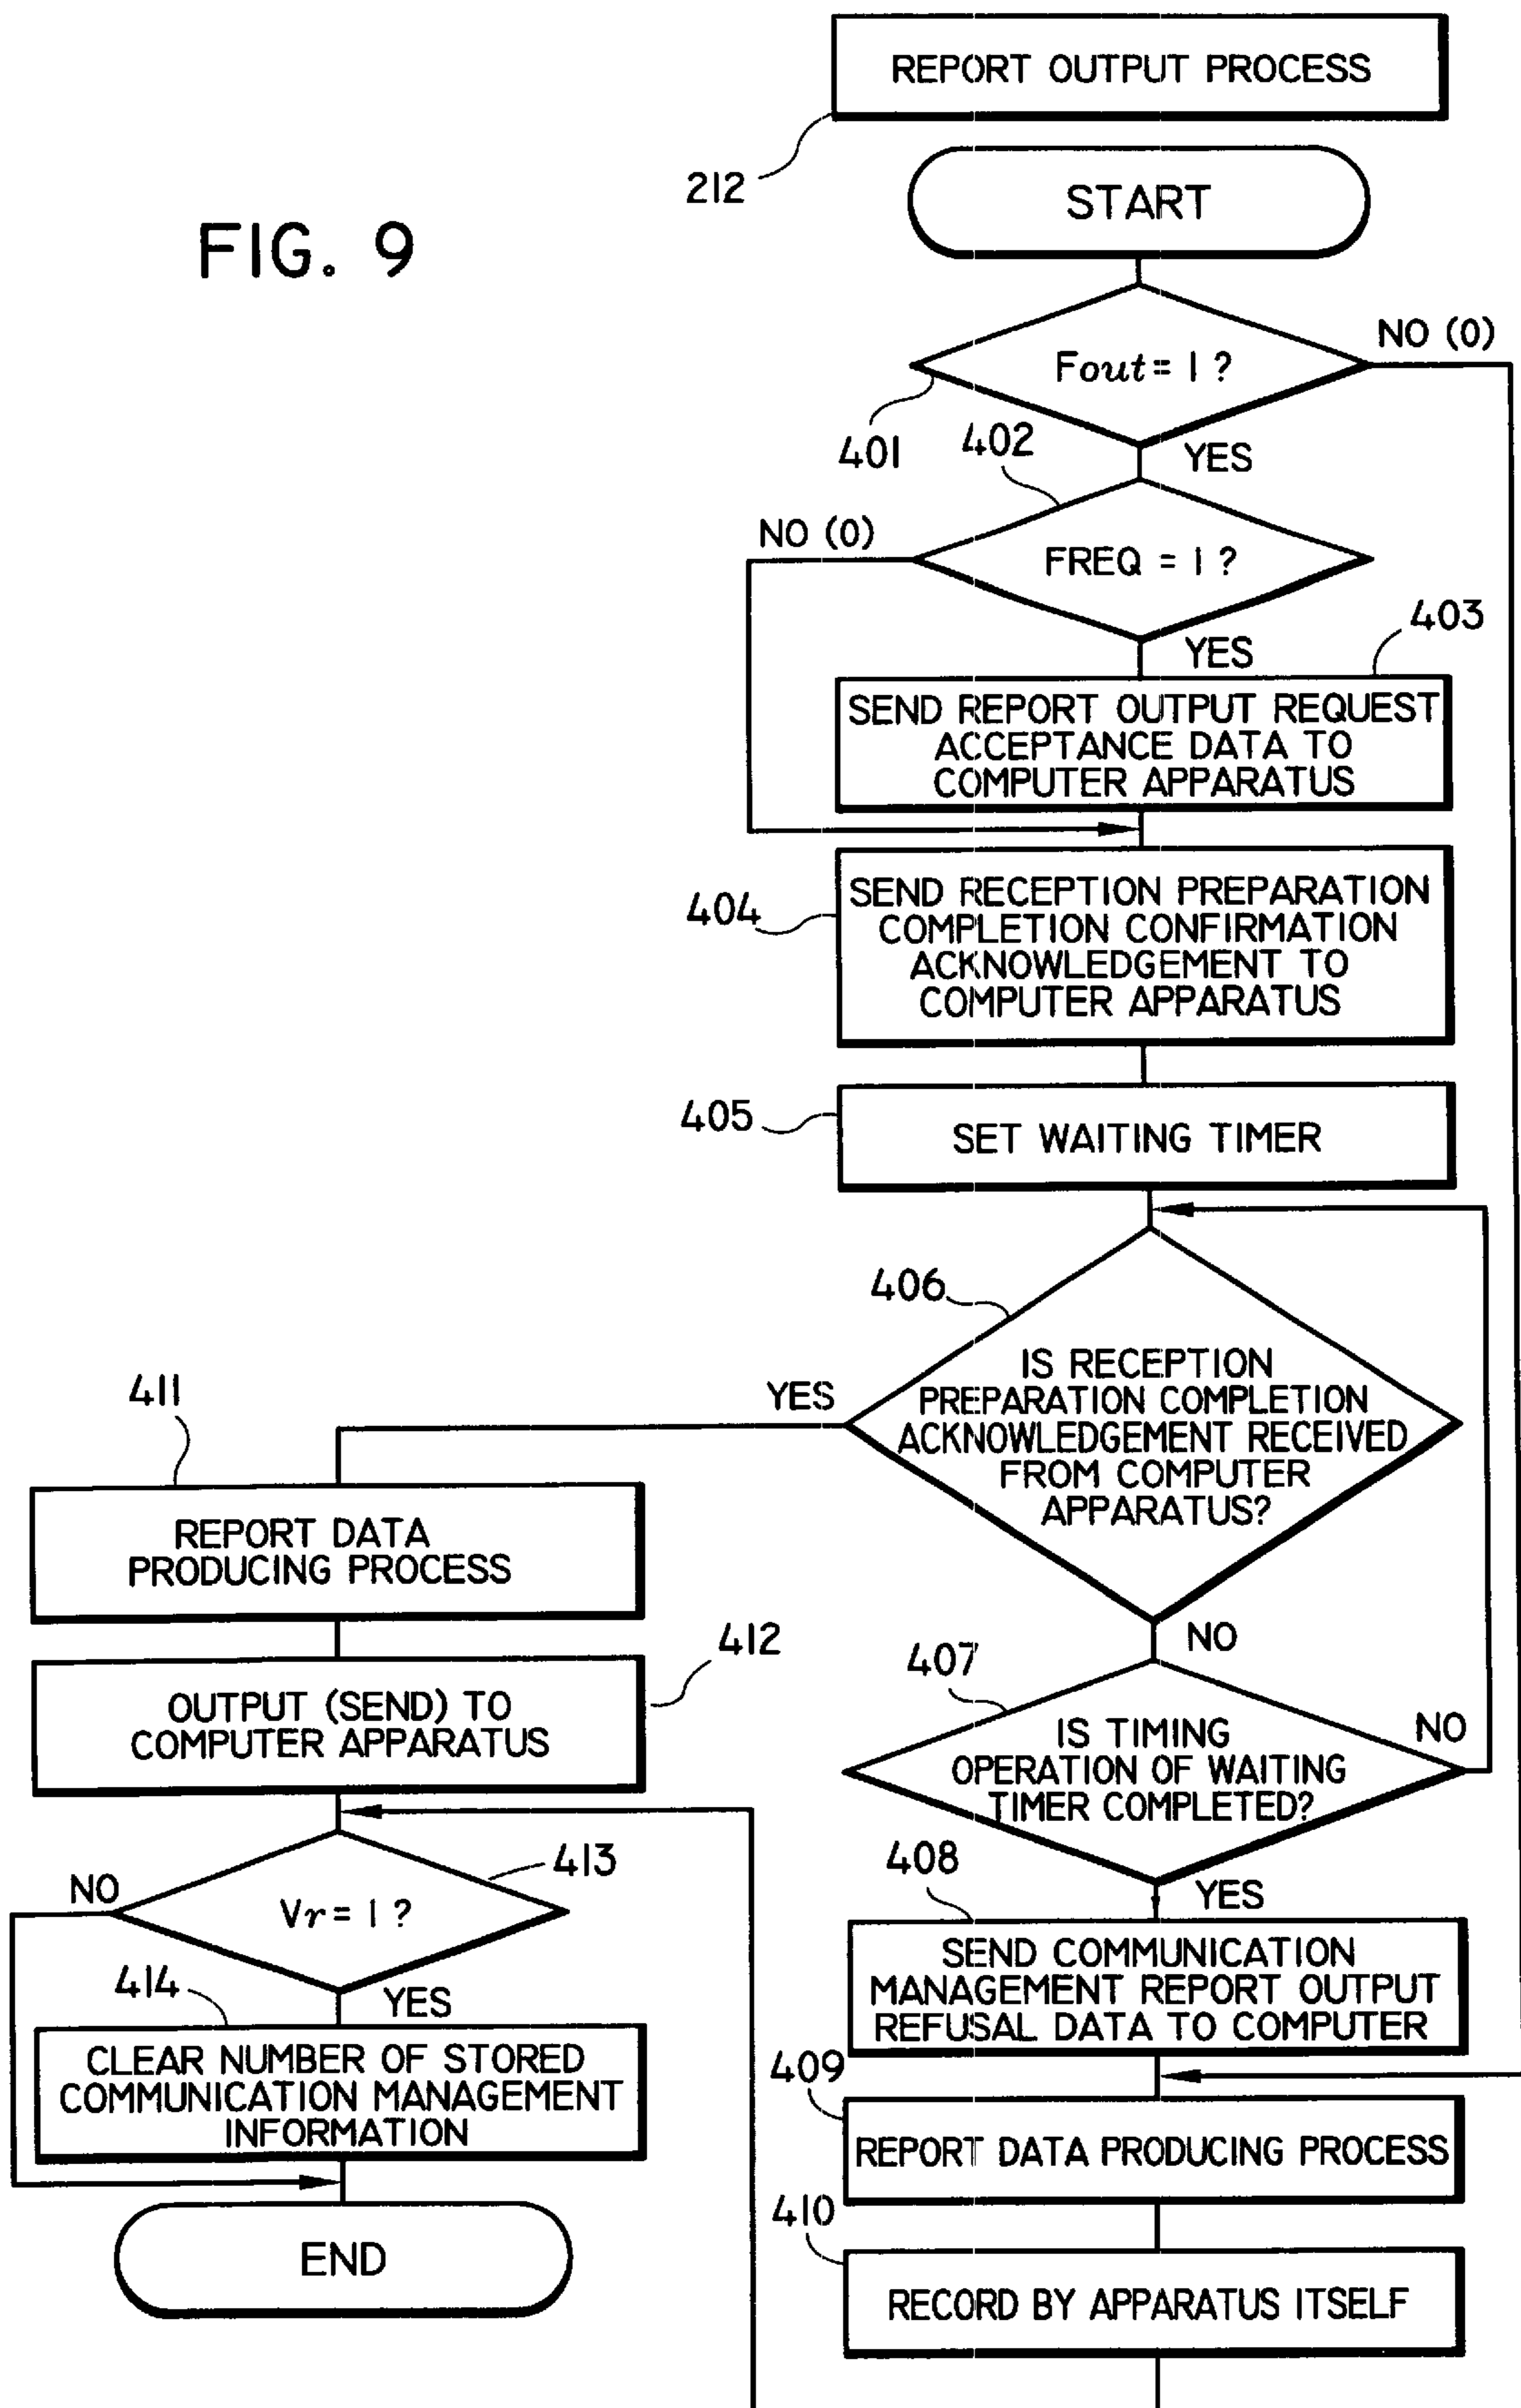 REPORT OUTPUT PROCESS
212
START
FIG. 9
Fout = 1 ?
NO (0)
401
YES
402
NO (0)
FREQ = 1 ?
YES
403
SEND REPORT OUTPUT REQUEST
ACCEPTANCE DATA TO
COMPUTER APPARATUS
404
SEND RECEPTION PREPARATION
COMPLETION CONFIRMATION
ACKNOWLEDGEMENT TO
COMPUTER APPARATUS
405
SET WAITING TIMER
406
IS RECEPTION
PREPARATION COMPLETION
ACKNOWLEDGEMENT RECEIVED
FROM COMPUTER
APPARATUS?
YES
NO
407
IS TIMING
OPERATION OF WAITING
TIMER COMPLETED?
NO
YES
408
SEND COMMUNICATION
MANAGEMENT REPORT OUTPUT
REFUSAL DATA TO COMPUTER
409
REPORT DATA PRODUCING PROCESS
410
RECORD BY APPARATUS ITSELF
411
REPORT DATA
PRODUCING PROCESS
412
OUTPUT (SEND) TO
COMPUTER APPARATUS
413
NO
Vr = 1 ?
YES
414
CLEAR NUMBER OF STORED
COMMUNICATION MANAGEMENT
INFORMATION
END